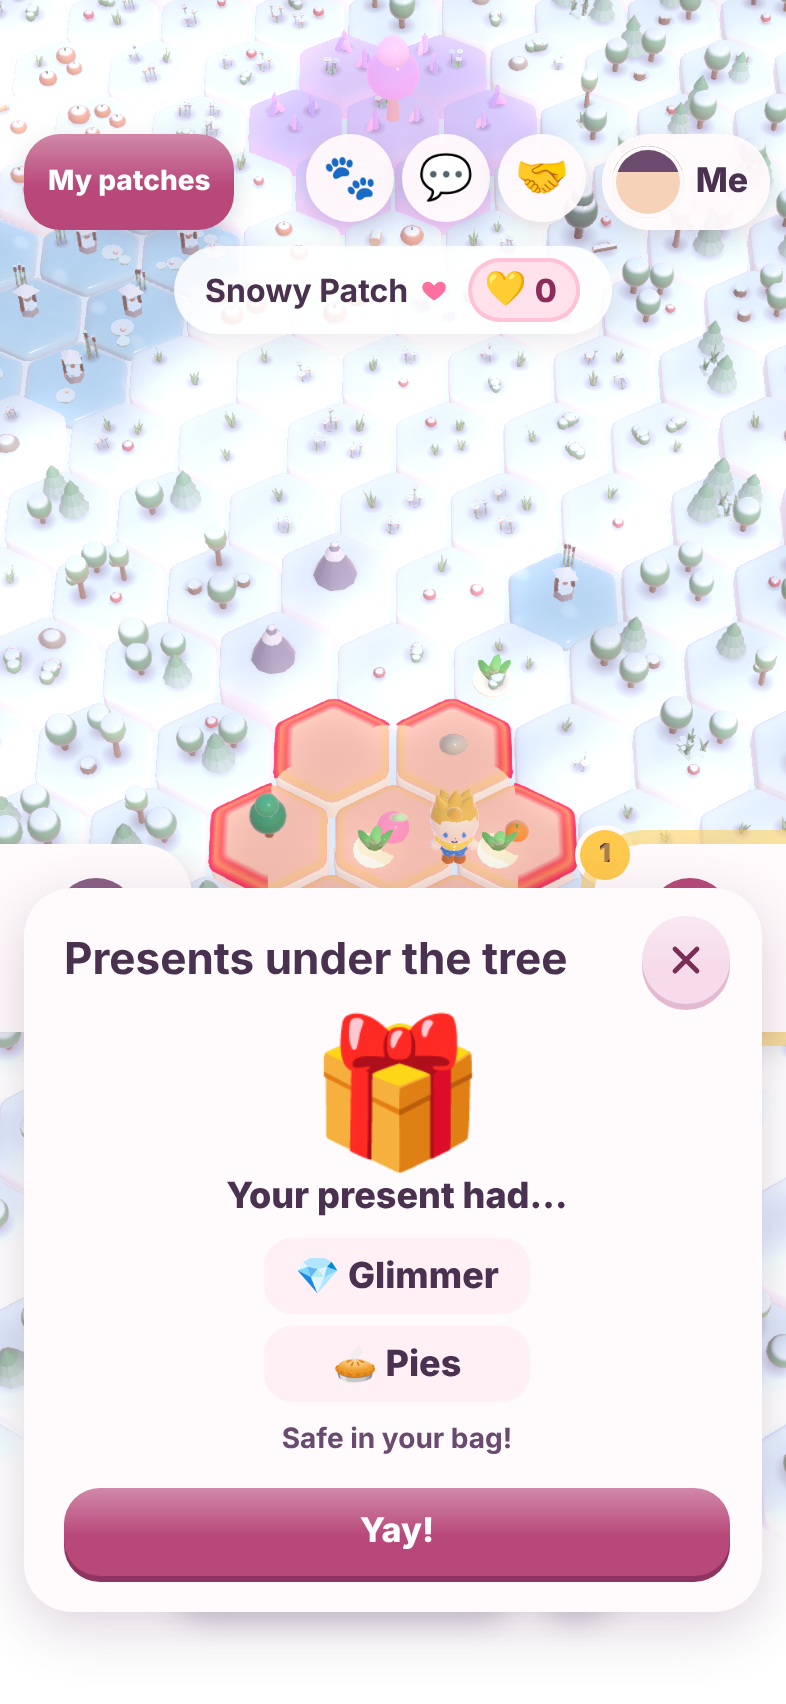 My patches
Me
Snowy Patch
0
1
Presents under the tree
Your present had...
Glimmer
Pies
Safe in your bag!
Yay!